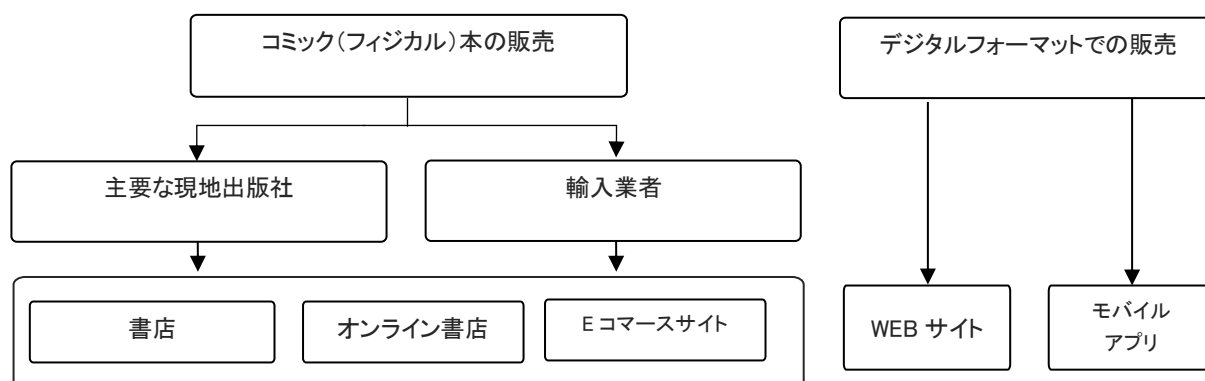 コミック（フィジカル）本の販売
デジタルフォーマットでの販売
主要な現地出版社
輸入業者
書店
オンライン書店
E コマースサイト
WEB サイト
モバイル
アプリ